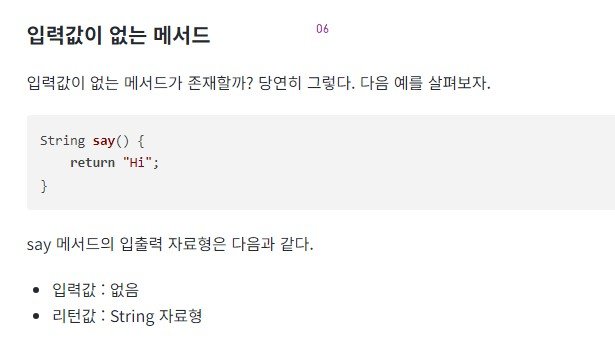 입력값이 없는 메서드
06
입력값이 없는 메서드가 존재할까? 당연히 그렇다. 다음 예를 살펴보자.
String say() {
    return "Hi";
}
say 메서드의 입출력 자료형은 다음과 같다.
• 입력값 : 없음
• 리턴값 : String 자료형